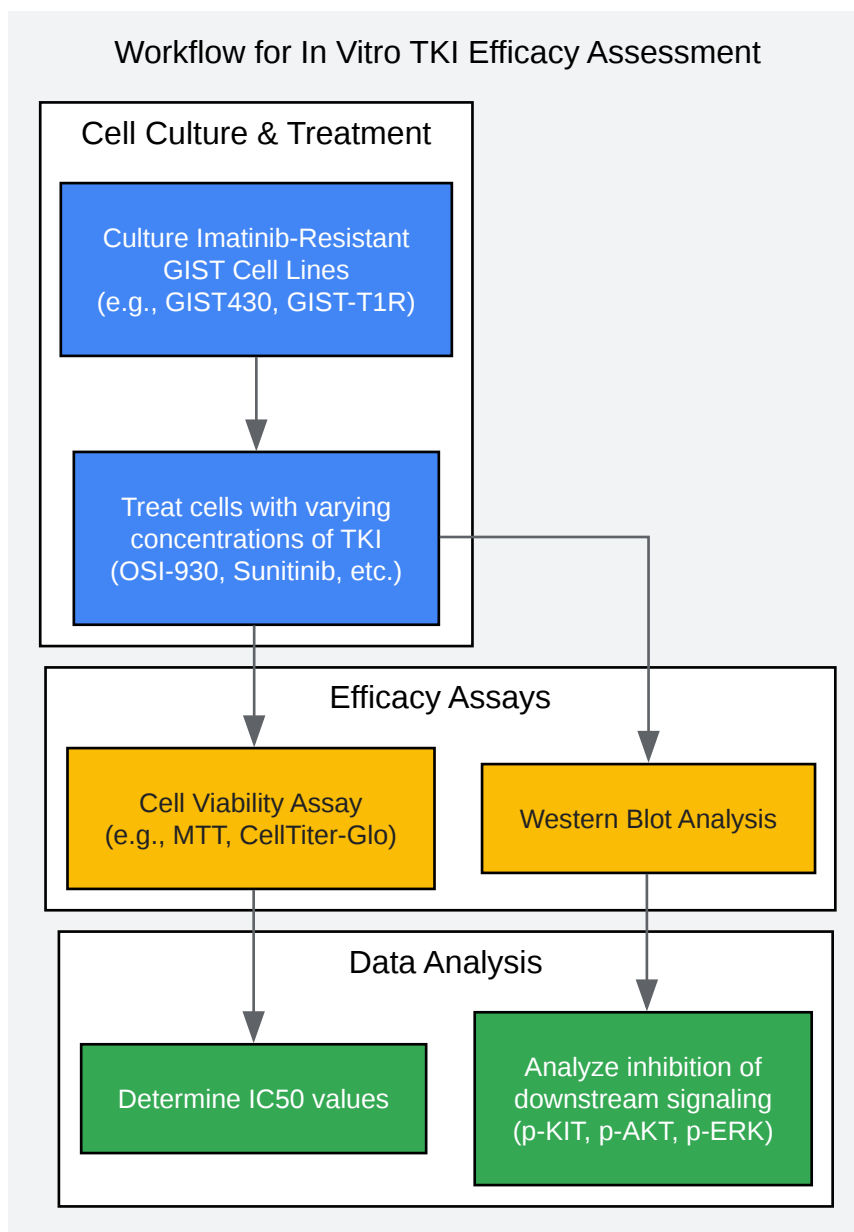 Workflow for In Vitro TKI Efficacy Assessment
Cell Culture & Treatment
Culture Imatinib-Resistant
GIST Cell Lines
(e.g., GIST430, GIST-T1R)
Treat cells with varying
concentrations of TKI
(OSI-930, Sunitinib, etc.)
Efficacy Assays
Cell Viability Assay
(e.g., MTT, CellTiter-Glo)
Western Blot Analysis
Data Analysis
Determine IC50 values
Analyze inhibition of
downstream signaling
(p-KIT, p-AKT, p-ERK)